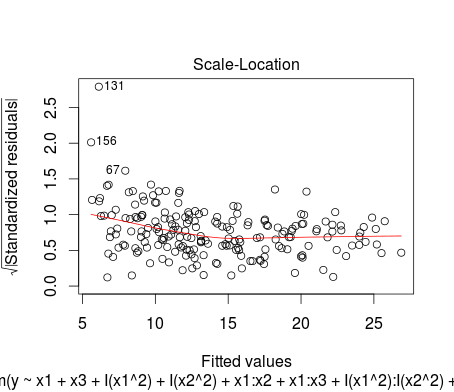 Scale-Location
√|Standardized residuals|
2.5
2.0
1.5
1.0
0.5
0.0
131
156
67
5 10 15 20 25
Fitted values
m(y ~ x1 + x3 + I(x1^2) + I(x2^2) + x1:x2 + x1:x3 + I(x1^2):I(x2^2) +